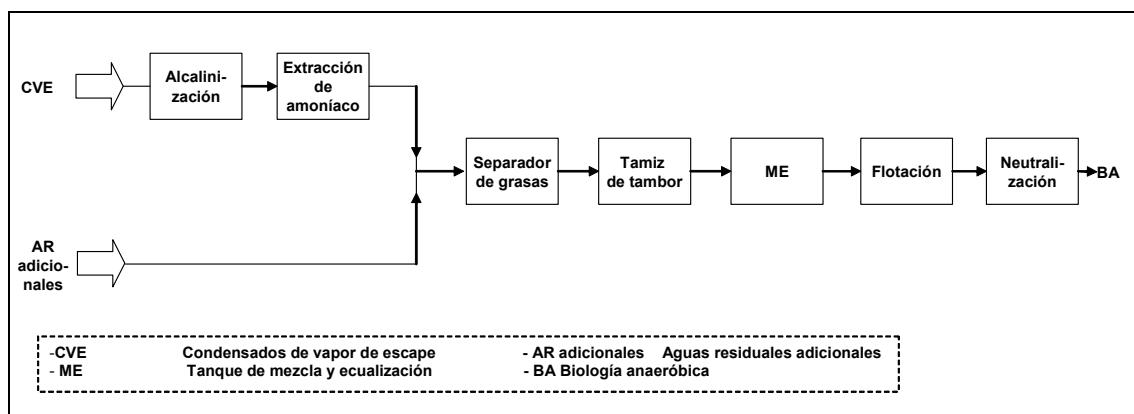 CVE
Alcalini-
zación
Extracción
de
amoníaco
Separador
de grasas
Tamiz
de tambor
ME
Flotación
Neutrali-
zación
BA
AR
adicio-
nales
-CVE Condensados de vapor de escape - AR adicionales Aguas residuales adicionales
- ME Tanque de mezcla y ecualización - BA Biología anaeróbica